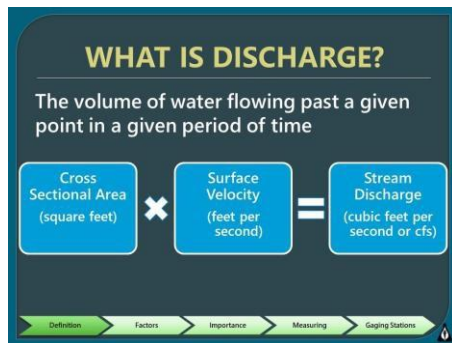 WHAT IS DISCHARGE?
The volume of water flowing past a given
point in a given period of time
Cross
Sectional Area
(square feet)
×
Surface
Velocity
(feet per
second)
=
Stream
Discharge
(cubic feet per
second or cfs)
Definition
Factors
Importance
Measuring
Gaging Stations